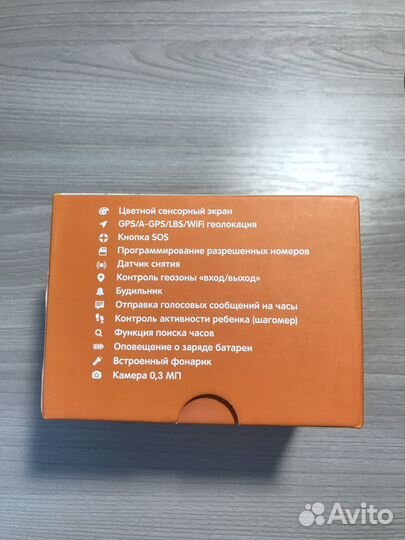 Цветной сенсорный экран
GPS/A-GPS/LBS/WiFi геолокация
Кнопка SOS
Программирование разрешенных номеров
Датчик снятия
Контроль геозоны «вход/выход»
Будильник
Отправка голосовых сообщений на часы
Контроль активности ребенка (шагомер)
Функция поиска часов
Оповещение о заряде батареи
Встроенный фонарик
Камера 0,3 МП
Avito